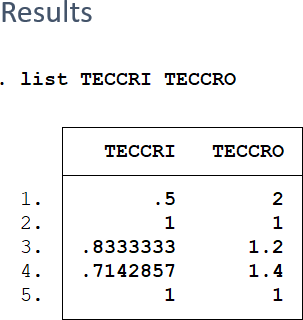 Results
. list TECCRI TECCRO
TECCRI TECCRO
1. .5 2
2. 1 1
3. .8333333 1.2
4. .7142857 1.4
5. 1 1